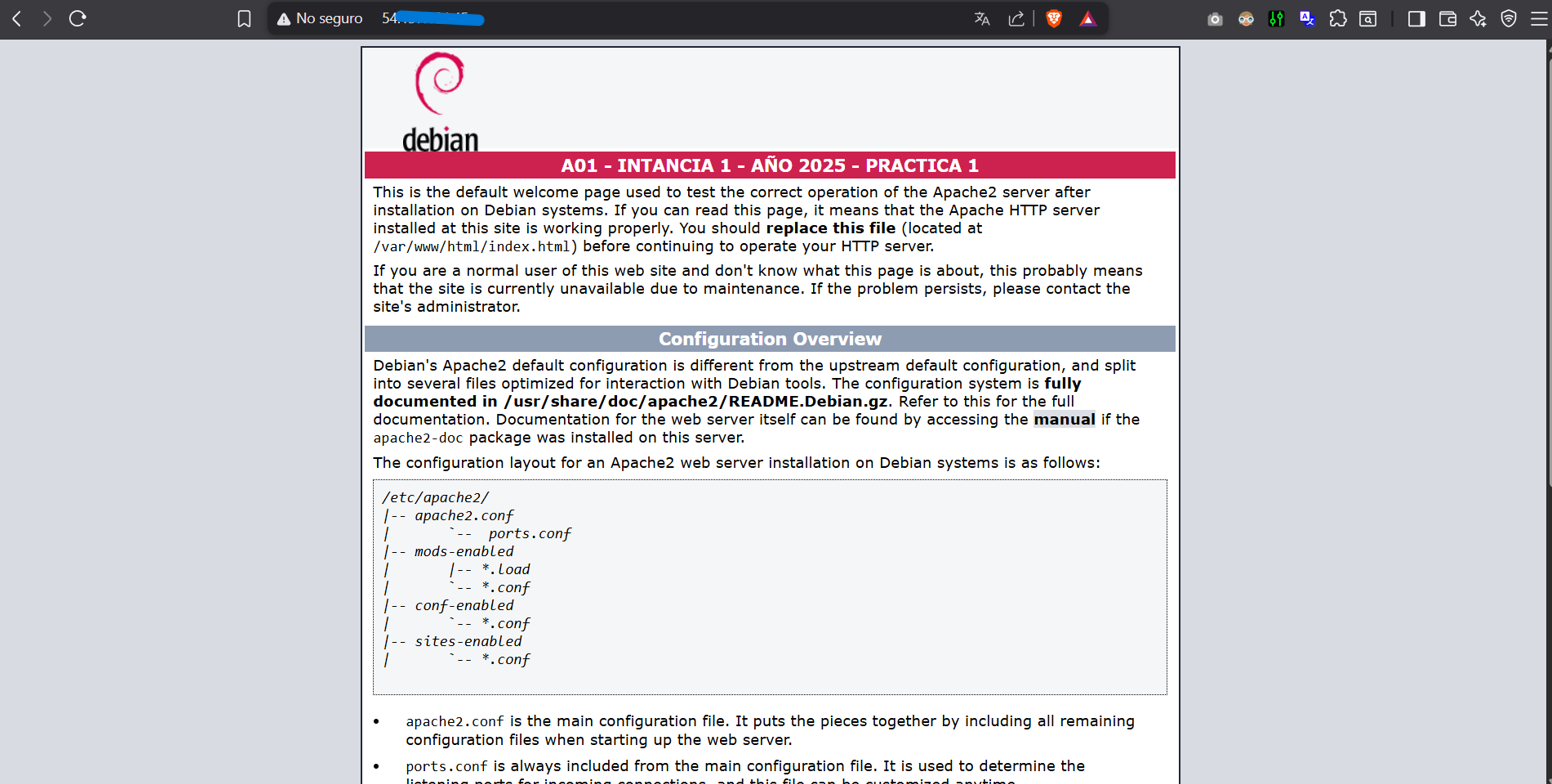 No seguro
debian
A01 - INTANCIA 1 - AÑO 2025 - PRACTICA 1
This is the default welcome page used to test the correct operation of the Apache2 server after
installation on Debian systems. If you can read this page, it means that the Apache HTTP server
installed at this site is working properly. You should replace this file (located at
/var/www/html/index.html) before continuing to operate your HTTP server.
If you are a normal user of this web site and don't know what this page is about, this probably means
that the site is currently unavailable due to maintenance. If the problem persists, please contact the
site's administrator.
Configuration Overview
Debian's Apache2 default configuration is different from the upstream default configuration, and split
into several files optimized for interaction with Debian tools. The configuration system is fully
documented in /usr/share/doc/apache2/README.Debian.gz. Refer to this for the full
documentation. Documentation for the web server itself can be found by accessing the manual if the
apache2-doc package was installed on this server.
The configuration layout for an Apache2 web server installation on Debian systems is as follows:
/etc/apache2/
|-- apache2.conf
|       `--  ports.conf
|-- mods-enabled
|       |-- *.load
|       `-- *.conf
|-- conf-enabled
|       `-- *.conf
|-- sites-enabled
|       `-- *.conf
• apache2.conf is the main configuration file. It puts the pieces together by including all remaining
configuration files when starting up the web server.
• ports.conf is always included from the main configuration file. It is used to determine the
listening ports for incoming connections, and this file can be customized anytime.